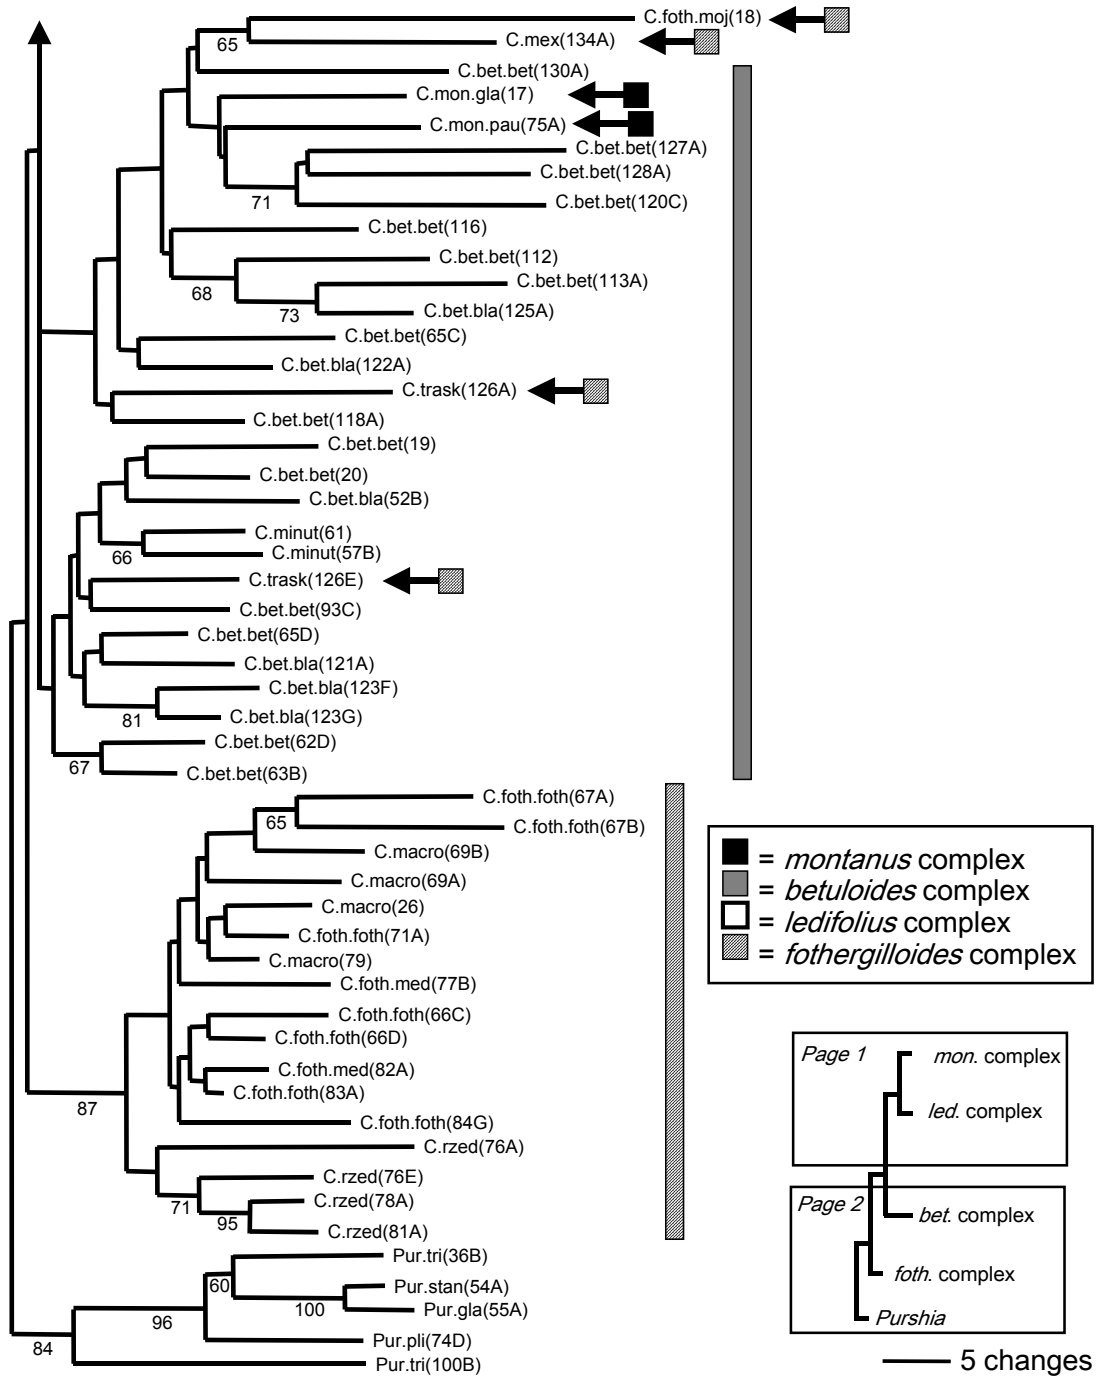 C.foth.moj(18)
65
C.mex(134A)
C.bet.bet(130A)
C.mon.gla(17)
C.mon.pau(75A)
C.bet.bet(127A)
C.bet.bet(128A)
71
C.bet.bet(120C)
C.bet.bet(116)
C.bet.bet(112)
68
C.bet.bet(113A)
73
C.bet.bla(125A)
C.bet.bet(65C)
C.bet.bla(122A)
C.trask(126A)
C.bet.bet(118A)
C.bet.bet(19)
C.bet.bet(20)
C.bet.bla(52B)
C.minut(61)
66
C.minut(57B)
C.trask(126E)
C.bet.bet(93C)
C.bet.bet(65D)
C.bet.bla(121A)
C.bet.bla(123F)
81
C.bet.bla(123G)
C.bet.bet(62D)
67
C.bet.bet(63B)
C.foth.foth(67A)
65
C.foth.foth(67B)
C.macro(69B)
C.macro(69A)
C.macro(26)
C.foth.foth(71A)
C.macro(79)
C.foth.med(77B)
C.foth.foth(66C)
C.foth.foth(66D)
C.foth.med(82A)
C.foth.foth(83A)
87
C.foth.foth(84G)
C.rzed(76A)
C.rzed(76E)
71
C.rzed(78A)
95
C.rzed(81A)
Pur.tri(36B)
60
Pur.stan(54A)
100
Pur.gla(55A)
96
Pur.pli(74D)
84
Pur.tri(100B)
= montanus complex
= betuloides complex
= ledifolius complex
= fothergilloides complex
Page 1
mon. complex
led. complex
Page 2
bet. complex
foth. complex
Purshia
5 changes